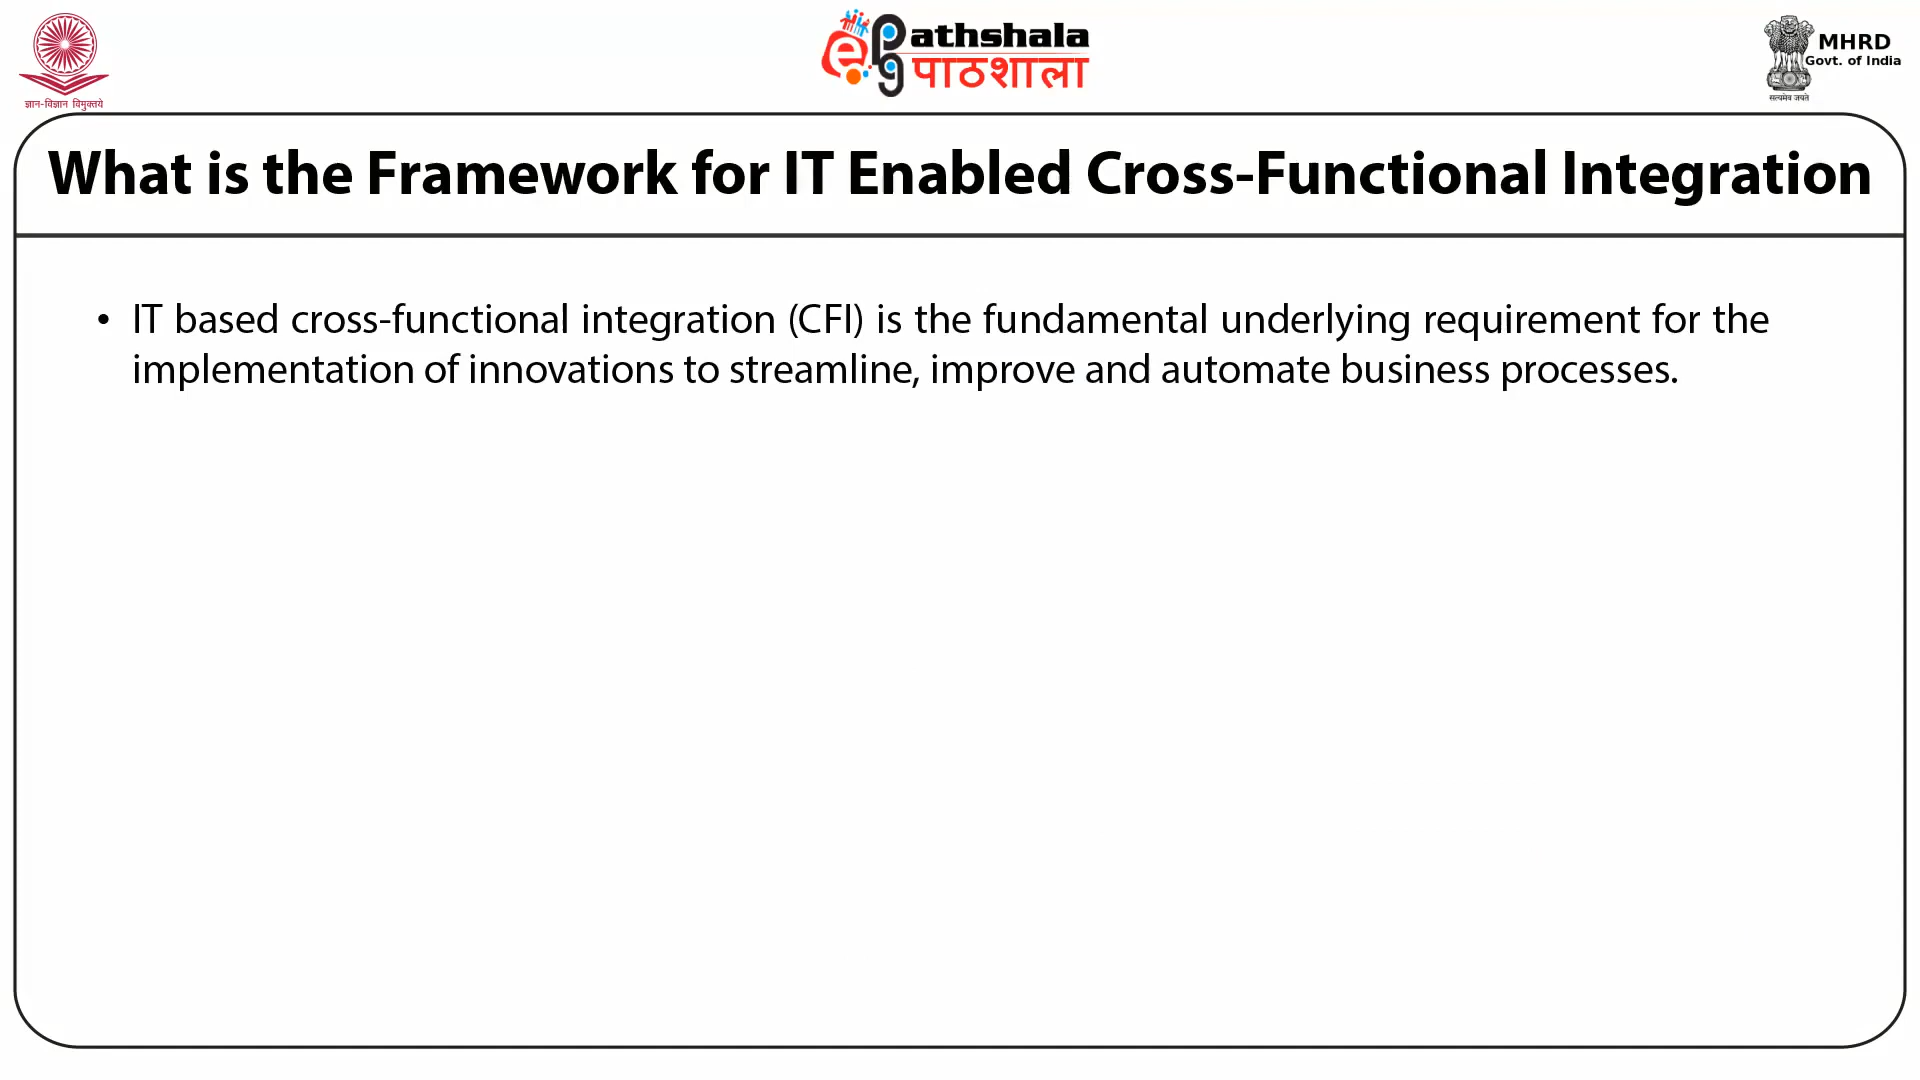 ज्ञान-विज्ञान विमुक्तये
ePg athshala
पाठशाला
MHRD
Govt. of India
सत्यमेव जयते
What is the Framework for IT Enabled Cross-Functional Integration
• IT based cross-functional integration (CFI) is the fundamental underlying requirement for the
implementation of innovations to streamline, improve and automate business processes.